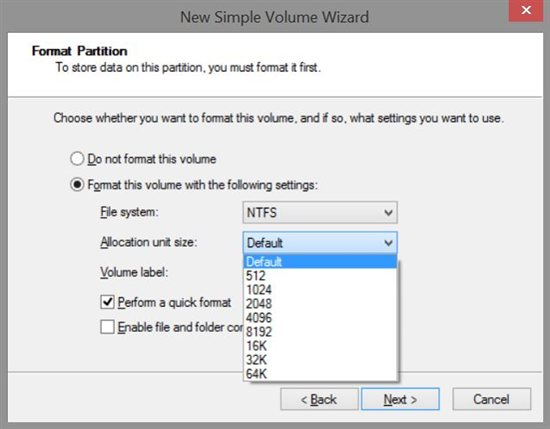 New Simple Volume Wizard
Format Partition
To store data on this partition, you must format it first.
Choose whether you want to format this volume, and if so, what settings you want to use.
Do not format this volume
Format this volume with the following settings:
File system: NTFS
Allocation unit size: Default
Default
Volume label:
512
1024
Perform a quick format
2048
4096
Enable file and folder com
8192
16K
32K
64K
< Back Next > Cancel